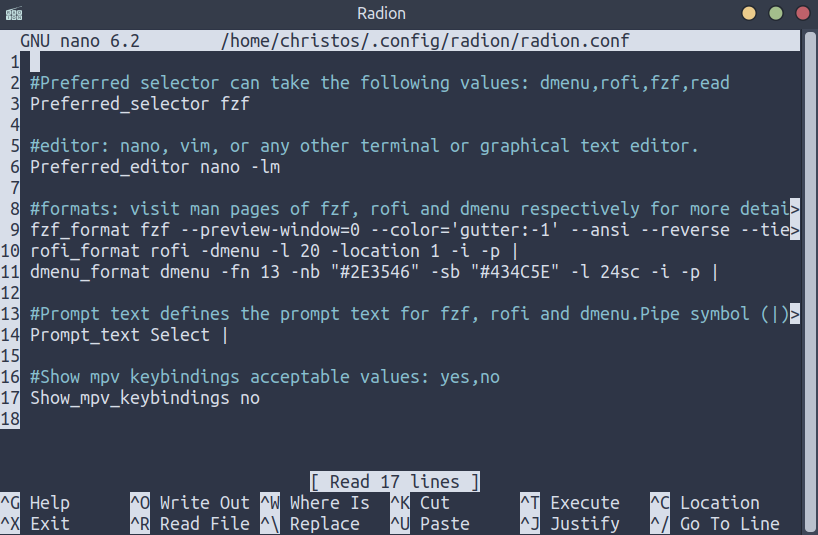 Radion
GNU nano 6.2 /home/christos/.config/radion/radion.conf
1
2 #Preferred selector can take the following values: dmenu,rofi,fzf,read
3 Preferred_selector fzf
4
5 #editor: nano, vim, or any other terminal or graphical text editor.
6 Preferred_editor nano -lm
7
8 #formats: visit man pages of fzf, rofi and dmenu respectively for more detai>
9 fzf_format fzf --preview-window=0 --color='gutter:-1' --ansi --reverse --tie>
10 rofi_format rofi -dmenu -l 20 -location 1 -i -p |
11 dmenu_format dmenu -fn 13 -nb "#2E3546" -sb "#434C5E" -l 24sc -i -p |
12
13 #Prompt text defines the prompt text for fzf, rofi and dmenu.Pipe symbol (|)>
14 Prompt_text Select |
15
16 #Show mpv keybindings acceptable values: yes,no
17 Show_mpv_keybindings no
18
[ Read 17 lines ]
^G Help ^O Write Out ^W Where Is ^K Cut ^T Execute ^C Location
^X Exit ^R Read File ^\ Replace ^U Paste ^J Justify ^/ Go To Line